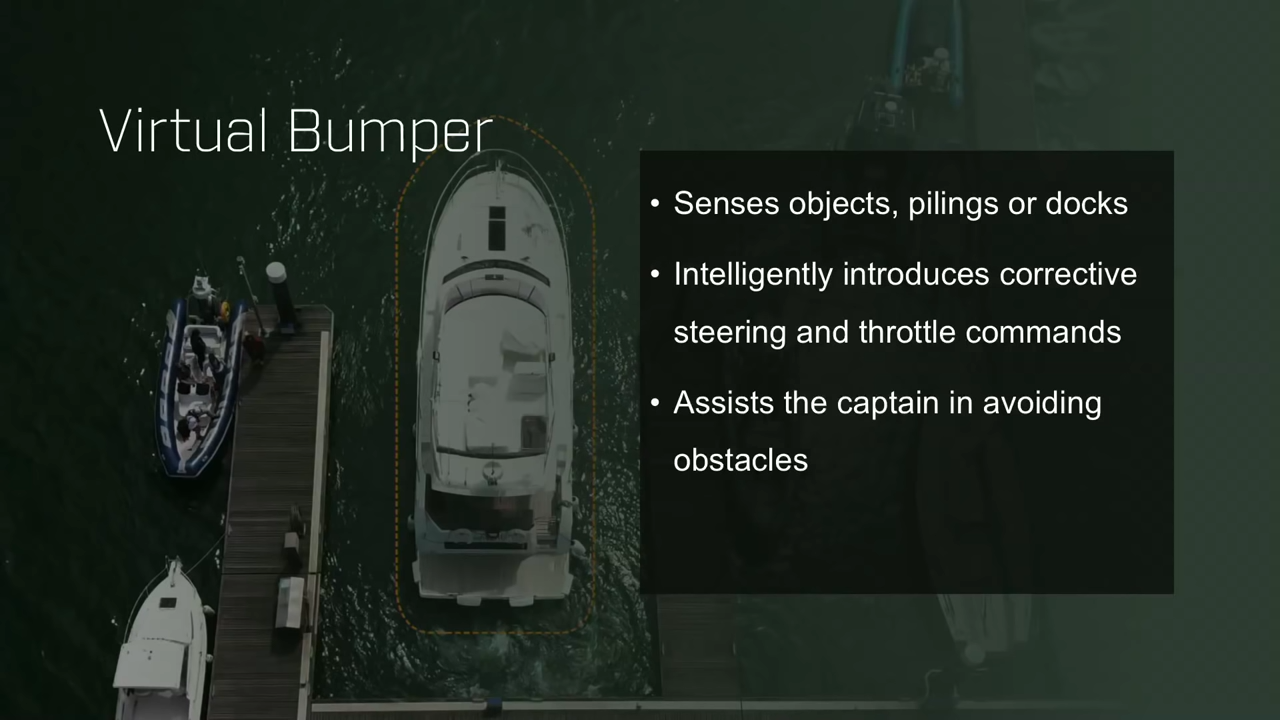 Virtual Bumper
• Senses objects, pilings or docks
• Intelligently introduces corrective
steering and throttle commands
• Assists the captain in avoiding
obstacles